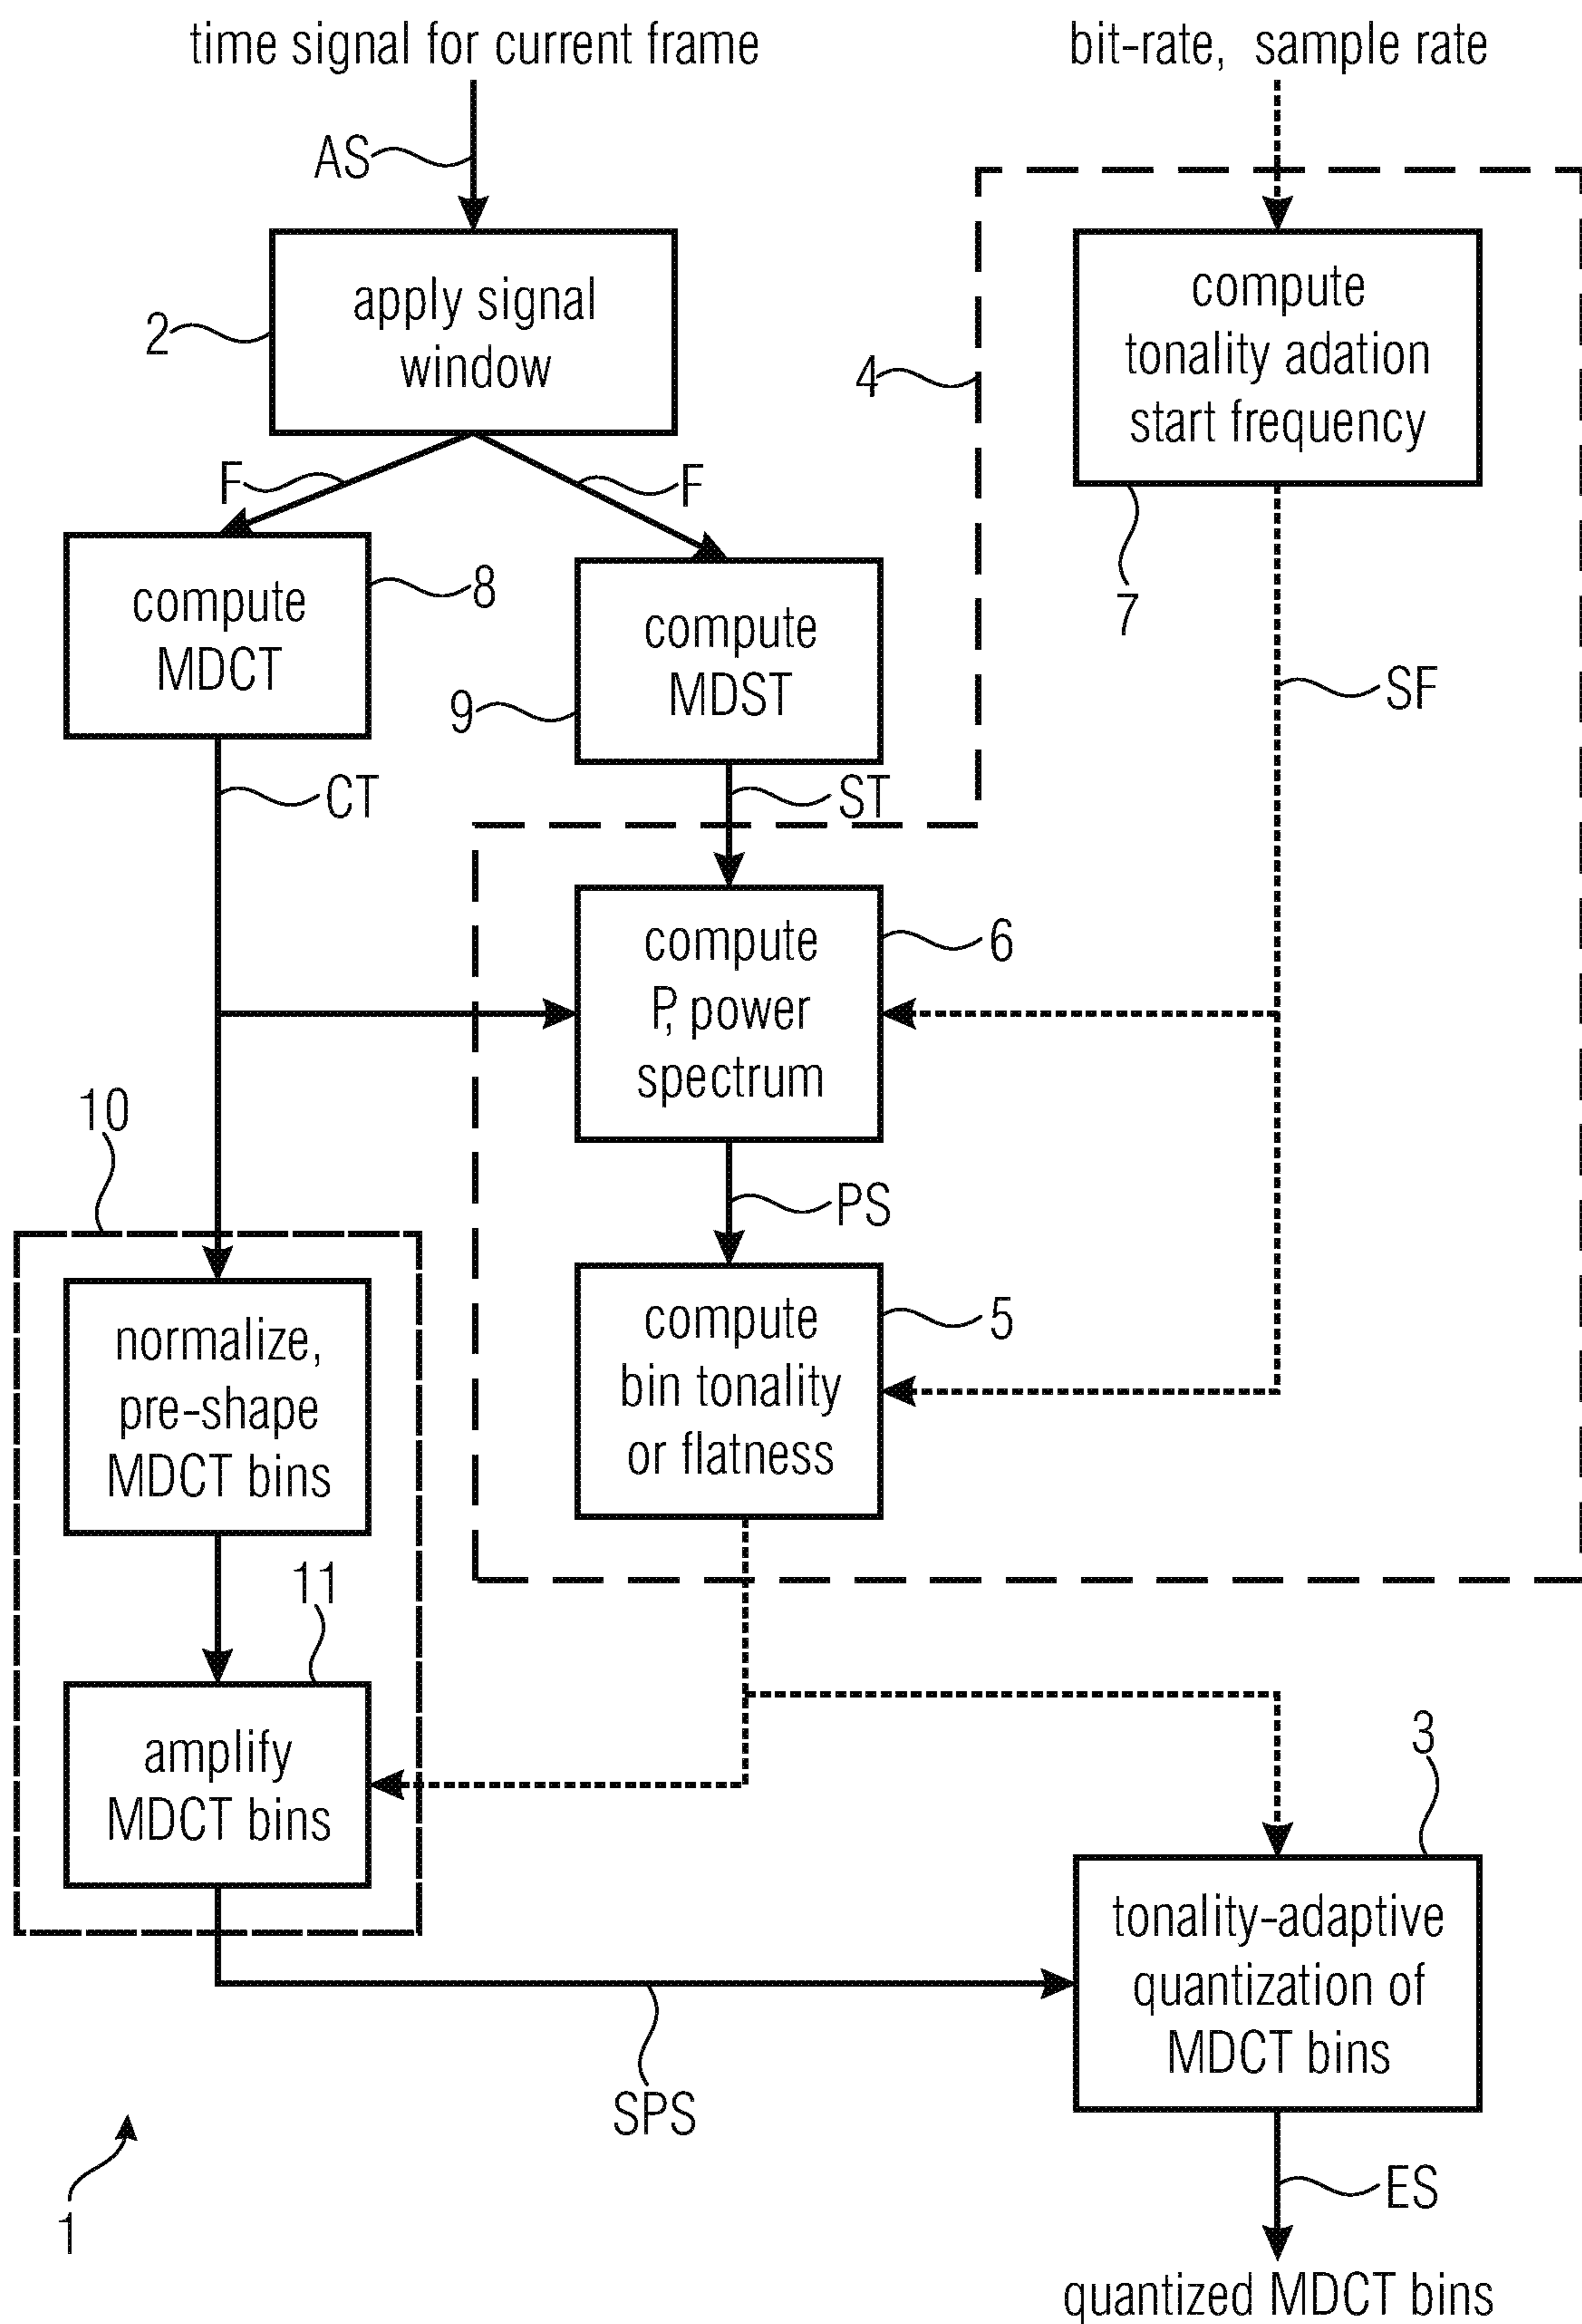 time signal for current frame
bit-rate, sample rate
AS
apply signal
window
2
compute
tonality adation
start frequency
4
7
F
F
compute
MDCT
8
compute
MDST
9
SF
CT
ST
compute
P, power
spectrum
6
10
PS
normalize,
pre-shape
MDCT bins
compute
bin tonality
or flatness
5
11
amplify
MDCT bins
3
tonality-adaptive
quantization of
MDCT bins
SPS
1
ES
quantized MDCT bins